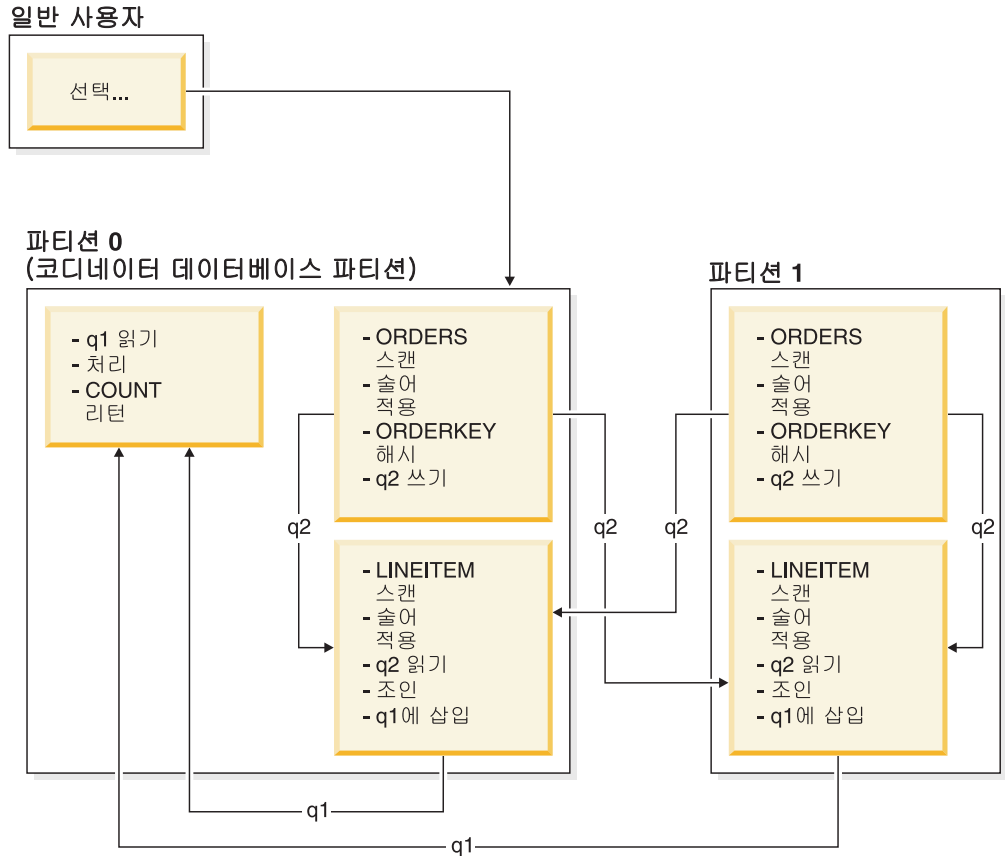 일반 사용자
선택...
파티션 0
(코디네이터 데이터베이스 파티션)
- q1 읽기
- 처리
- COUNT
리턴
- ORDERS
스캔
- 술어
적용
- ORDERKEY
해시
- q2 쓰기
파티션 1
- ORDERS
스캔
- 술어
적용
- ORDERKEY
해시
- q2 쓰기
q2
q2
q2
q2
- LINEITEM
스캔
- 술어
적용
- q2 읽기
- 조인
- q1에 삽입
- LINEITEM
스캔
- 술어
적용
- q2 읽기
- 조인
- q1에 삽입
q1
q1